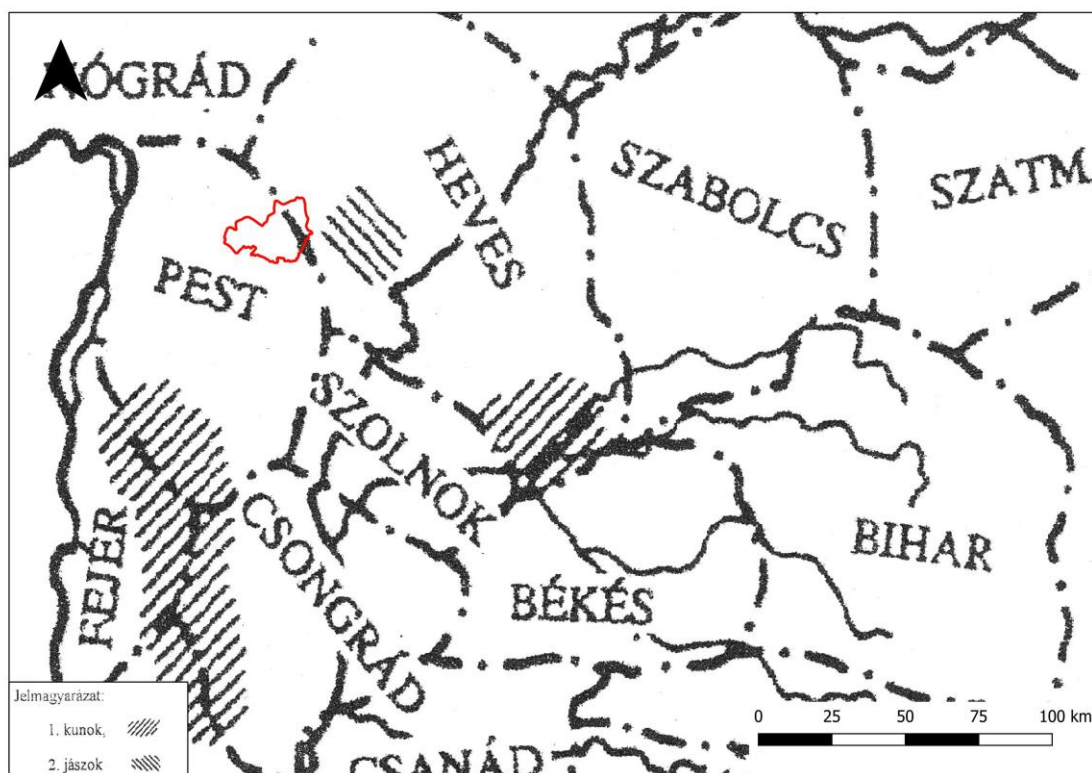 NÓGRÁD
HEVES
SZABOLCS
SZATM
PEST
SZOLNOK
CSONGRÁD
FEJÉR
BÉKÉS
BIHAR
CSANÁD
Jelmagyarázat:
1. kunok,
2. jászok
0 25 50 75 100 km